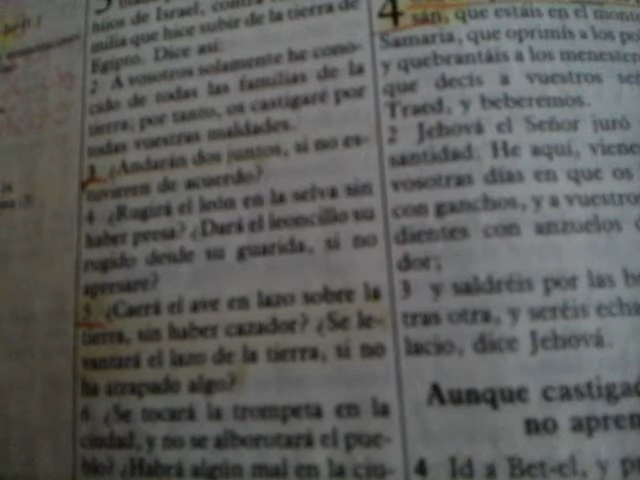 hijos de Israel, contra
milia que hice subir de la tierra de
Egipto. Dice así:
2 A vosotros solamente he cono-
cido de todas las familias de la
tierra; por tanto, os castigaré por
todas vuestras maldades.
3 ¿Andarán dos juntos, si no es-
tuvieren de acuerdo?
4 ¿Rugirá el león en la selva sin
haber presa? ¿Dará el leoncillo su
rugido desde su guarida, si no
apresare?
5 ¿Caerá el ave en lazo sobre la
tierra, sin haber cazador? ¿Se le-
vantará el lazo de la tierra, si no
ha atrapado algo?
6 ¿Se tocará la trompeta en la
ciudad, y no se alborotará el pue-
blo? ¿Habrá algún mal en la ciu-
4 sán, que estáis en el mon
Samaria, que oprimís a los po
y quebrantáis a los menester
que decís a vuestros se
Traed, y beberemos.
2 Jehová el Señor juró
santidad: He aquí, viene
vosotras días en que os
con ganchos, y a vuestro
dientes con anzuelos
dor;
3 y saldréis por las b
tras otra, y seréis echa
lacio, dice Jehová.
Aunque castiga
no apren
4 Id a Bet-el, y p